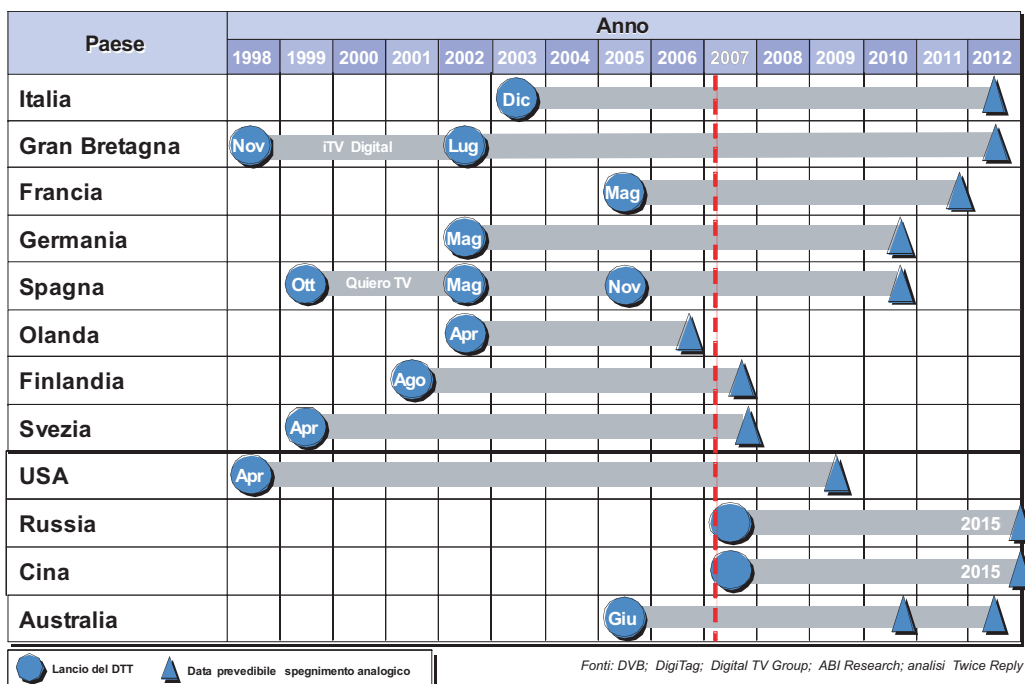 Paese
Anno
1998 1999 2000 2001 2002 2003 2004 2005 2006 2007 2008 2009 2010 2011 2012
Italia Dic
Gran Bretagna Nov iTV Digital Lug
Francia Mag
Germania Mag
Spagna Ott Quiero TV Mag Nov
Olanda Apr
Finlandia Ago
Svezia Apr
USA Apr
Russia 2015
Cina 2015
Australia Giu
Lancio del DTT Data prevedibile spegnimento analogico
Fonti: DVB; DigiTag; Digital TV Group; ABI Research; analisi Twice Reply